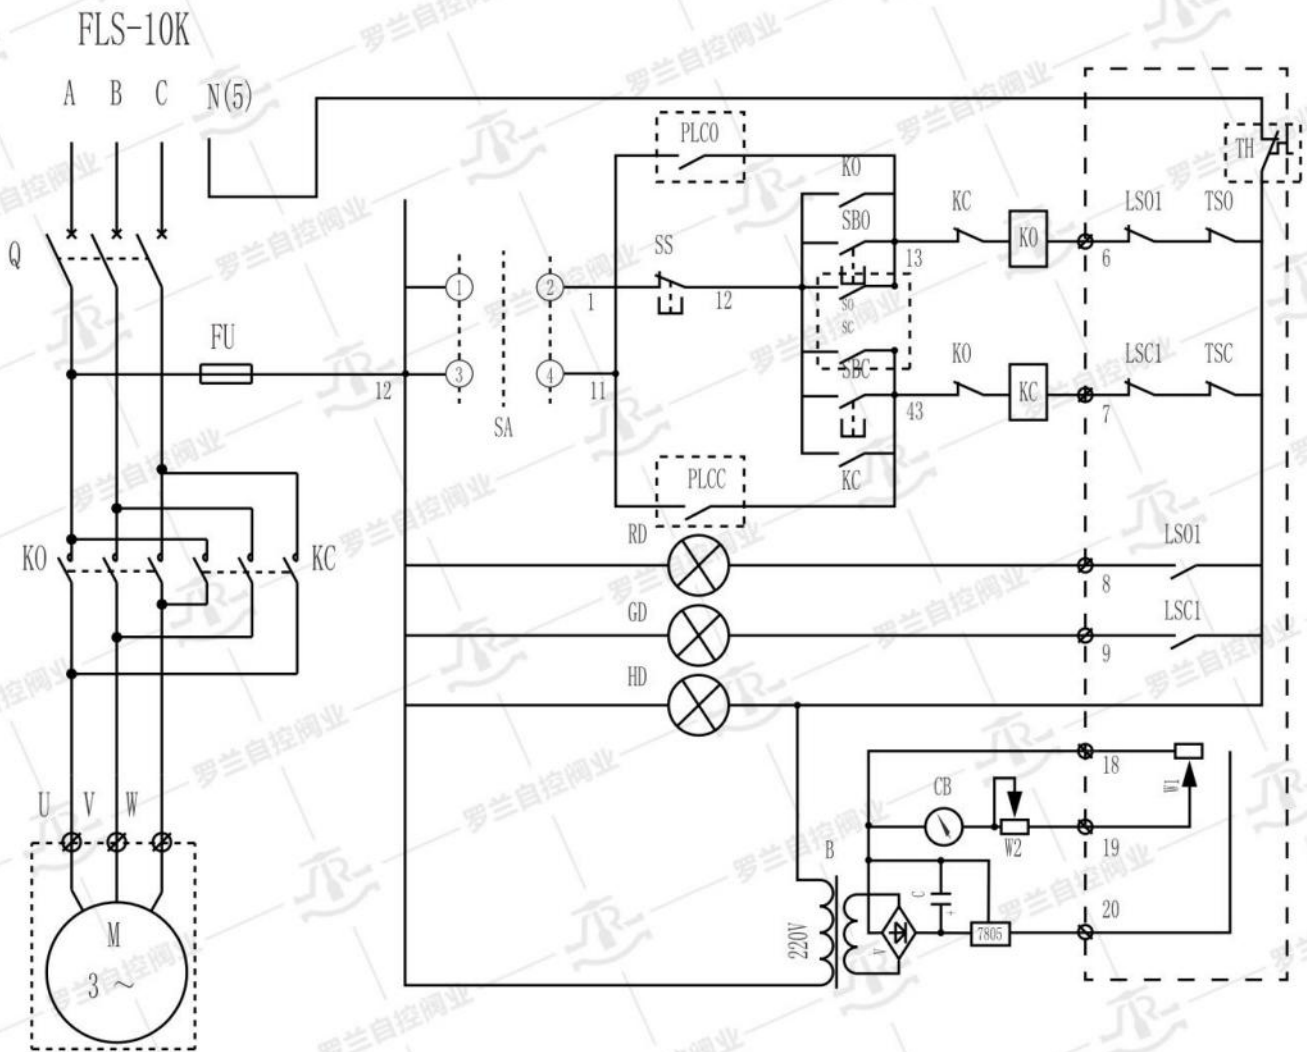 FLS-10K
A B C N(5)
PLCO
TH
KO
SBO
KC
KO
LSO1
TSO
Q
SS
13
6
1
2
1
12
SO
SC
FU
3
4
12
11
SA
SBC
KO
KC
LSC1
TSC
43
7
KC
PLCC
KO
KC
RD
LSO1
8
GD
LSC1
9
HD
18
W1
CB
W2
19
U V W
B
220V
C
+
7805
20
M
3 ~
罗兰自控阀业